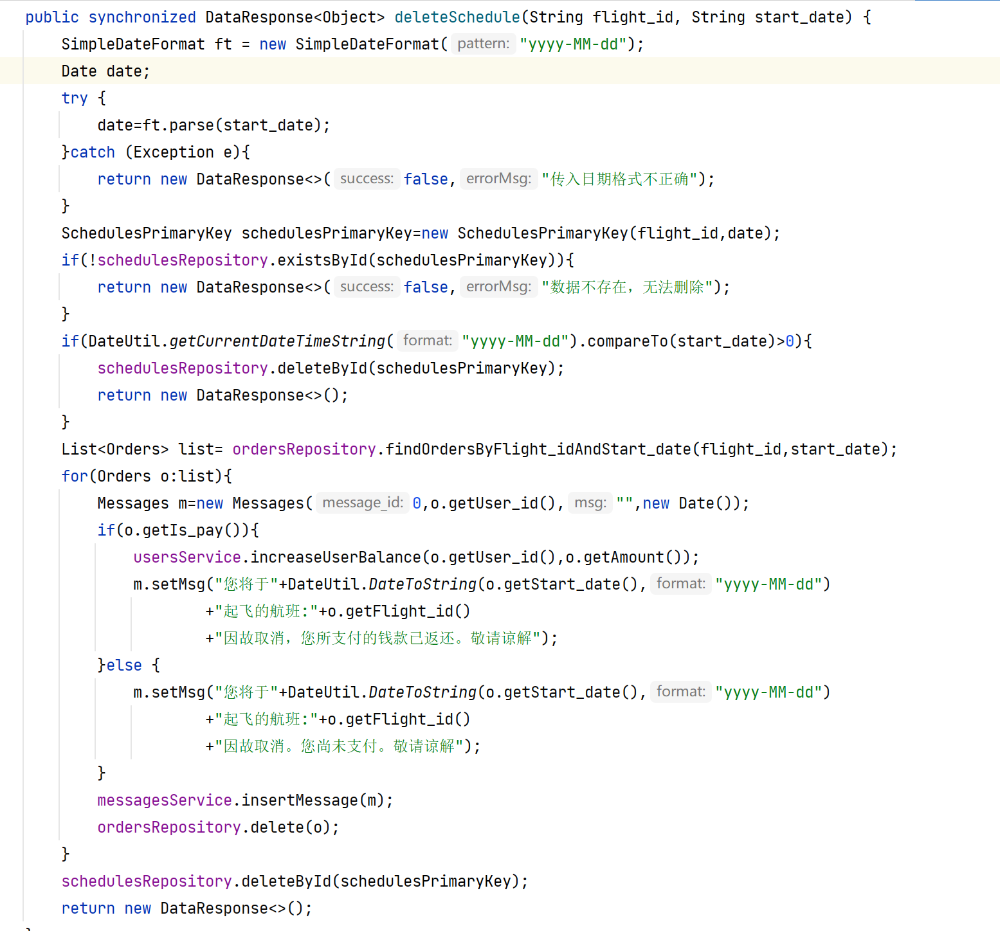 public synchronized DataResponse<Object> deleteSchedule(String flight_id, String start_date) {
SimpleDateFormat ft = new SimpleDateFormat( pattern: "yyyy-MM-dd");
Date date;
try {
date=ft.parse(start_date);
}catch (Exception e){
return new DataResponse<>( success: false, errorMsg: "传入日期格式不正确");
}
SchedulesPrimaryKey schedulesPrimaryKey=new SchedulesPrimaryKey(flight_id,date);
if(!schedulesRepository.existsById(schedulesPrimaryKey)){
return new DataResponse<>( success: false, errorMsg: "数据不存在，无法删除");
}
if(DateUtil.getCurrentDateTimeString( format: "yyyy-MM-dd").compareTo(start_date)>0){
schedulesRepository.deleteById(schedulesPrimaryKey);
return new DataResponse<>();
}
List<Orders> list= ordersRepository.findOrdersByFlight_idAndStart_date(flight_id,start_date);
for(Orders o:list){
Messages m=new Messages( message_id: 0,o.getUser_id(), msg: "",new Date());
if(o.getIs_pay()){
usersService.increaseUserBalance(o.getUser_id(),o.getAmount());
m.setMsg("您将于"+DateUtil.DateToString(o.getStart_date(), format: "yyyy-MM-dd")
+"起飞的航班:"+o.getFlight_id()
+"因故取消，您所支付的钱款已返还。敬请谅解");
}else {
m.setMsg("您将于"+DateUtil.DateToString(o.getStart_date(), format: "yyyy-MM-dd")
+"起飞的航班:"+o.getFlight_id()
+"因故取消。您尚未支付。敬请谅解");
}
messagesService.insertMessage(m);
ordersRepository.delete(o);
}
schedulesRepository.deleteById(schedulesPrimaryKey);
return new DataResponse<>();
}